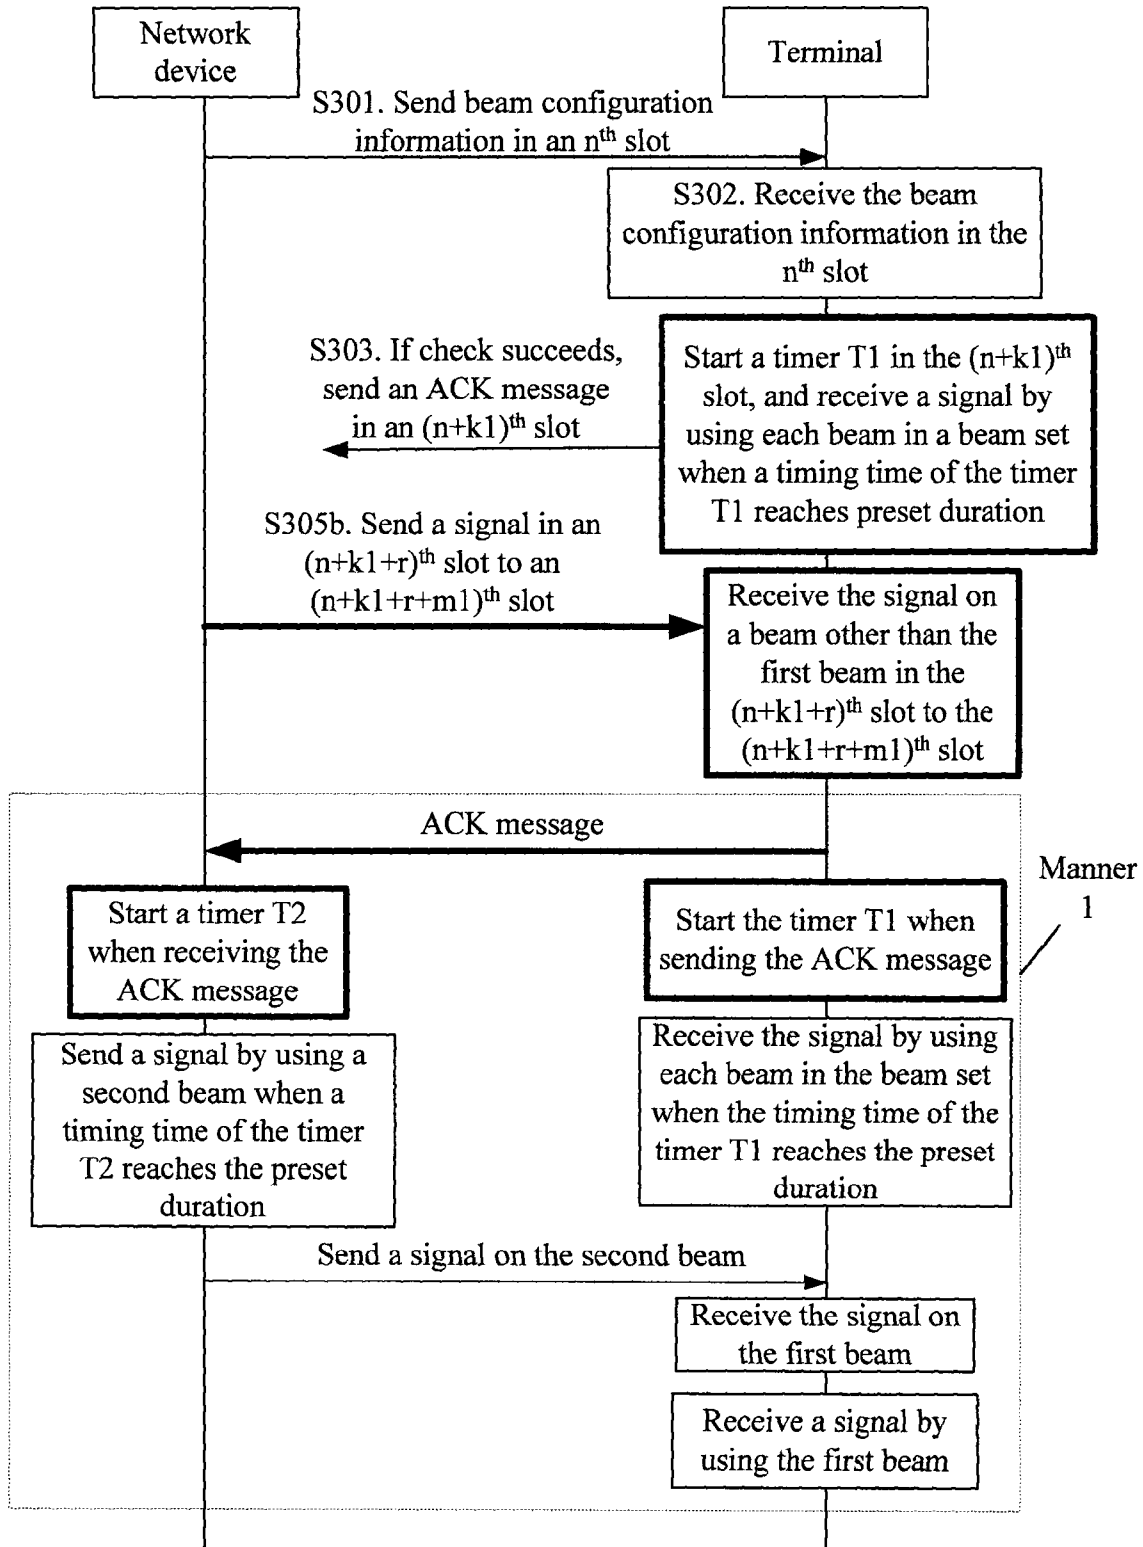 Network
device
Terminal
S301. Send beam configuration
information in an nth slot
S302. Receive the beam
configuration information in the
nth slot
S303. If check succeeds,
send an ACK message
in an (n+k1)th slot
Start a timer T1 in the (n+k1)th
slot, and receive a signal by
using each beam in a beam set
when a timing time of the timer
T1 reaches preset duration
S305b. Send a signal in an
(n+k1+r)th slot to an
(n+k1+r+m1)th slot
Receive the signal on
a beam other than the
first beam in the
(n+k1+r)th slot to the
(n+k1+r+m1)th slot
ACK message
Manner
1
Start a timer T2
when receiving the
ACK message
Start the timer T1 when
sending the ACK message
Send a signal by using a
second beam when a
timing time of the timer
T2 reaches the preset
duration
Receive the signal by using
each beam in the beam set
when the timing time of the
timer T1 reaches the preset
duration
Send a signal on the second beam
Receive the signal on
the first beam
Receive a signal by
using the first beam